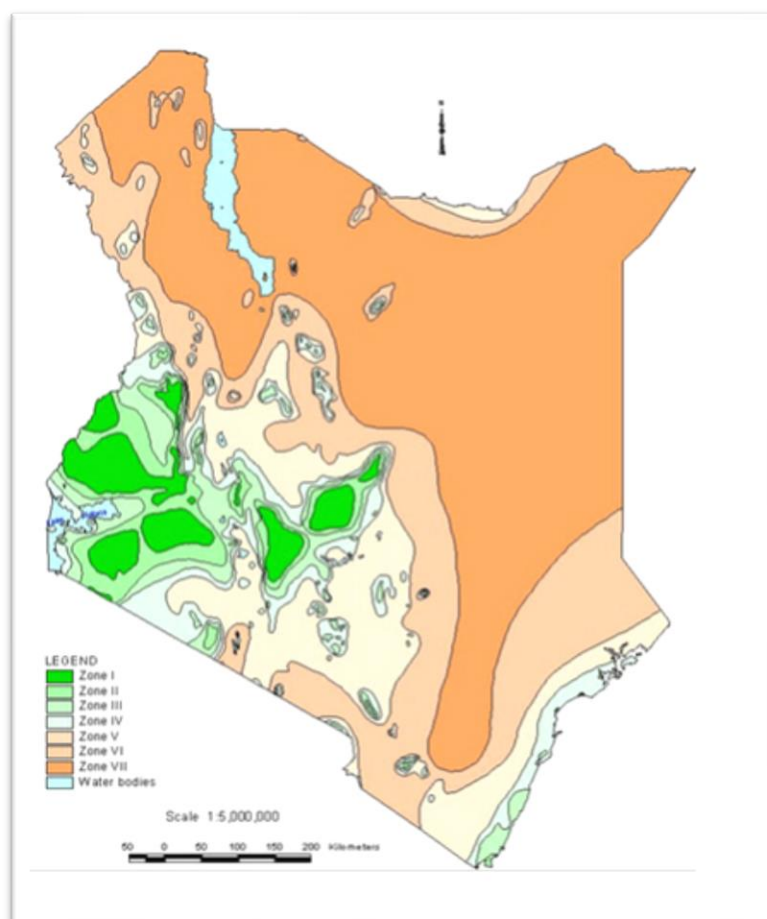 LEGEND
Zone I
Zone II
Zone III
Zone IV
Zone V
Zone VI
Zone VII
Water bodies
Scale 1:5,000,000
50 0 50 100 150 200 Kilometers